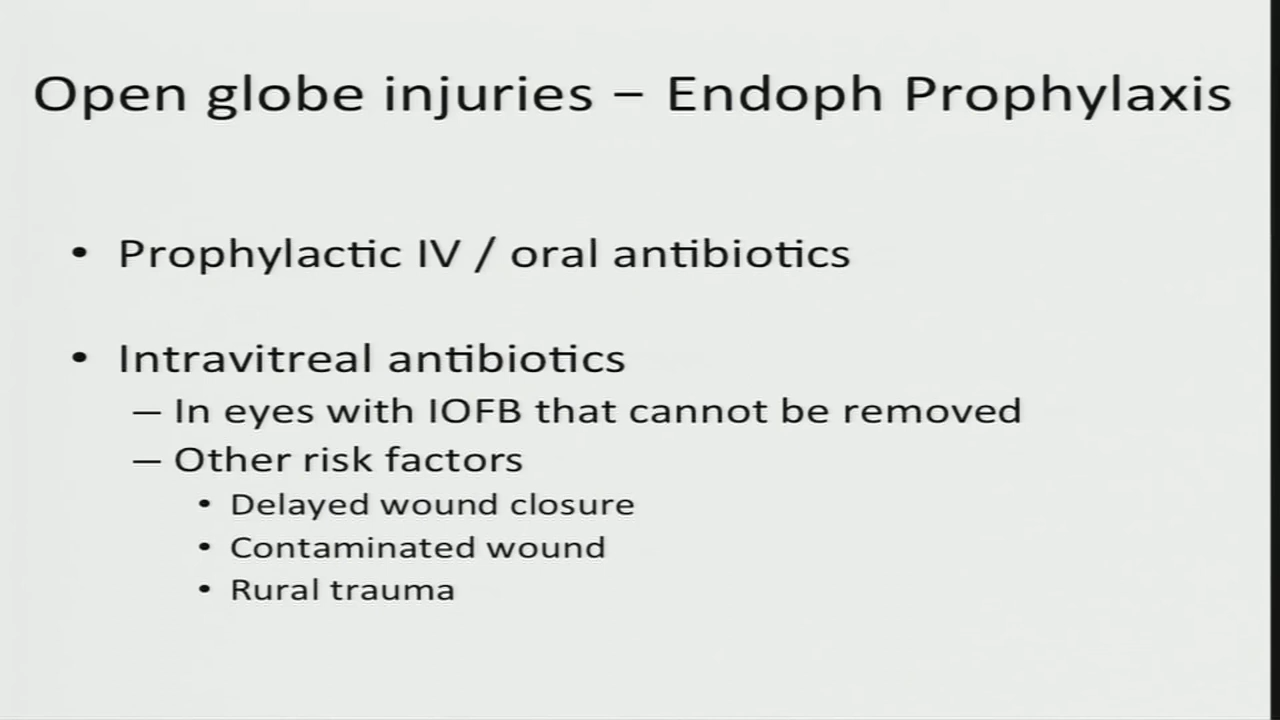 Open globe injuries – Endoph Prophylaxis
• Prophylactic IV / oral antibiotics
• Intravitreal antibiotics
– In eyes with IOFB that cannot be removed
– Other risk factors
• Delayed wound closure
• Contaminated wound
• Rural trauma